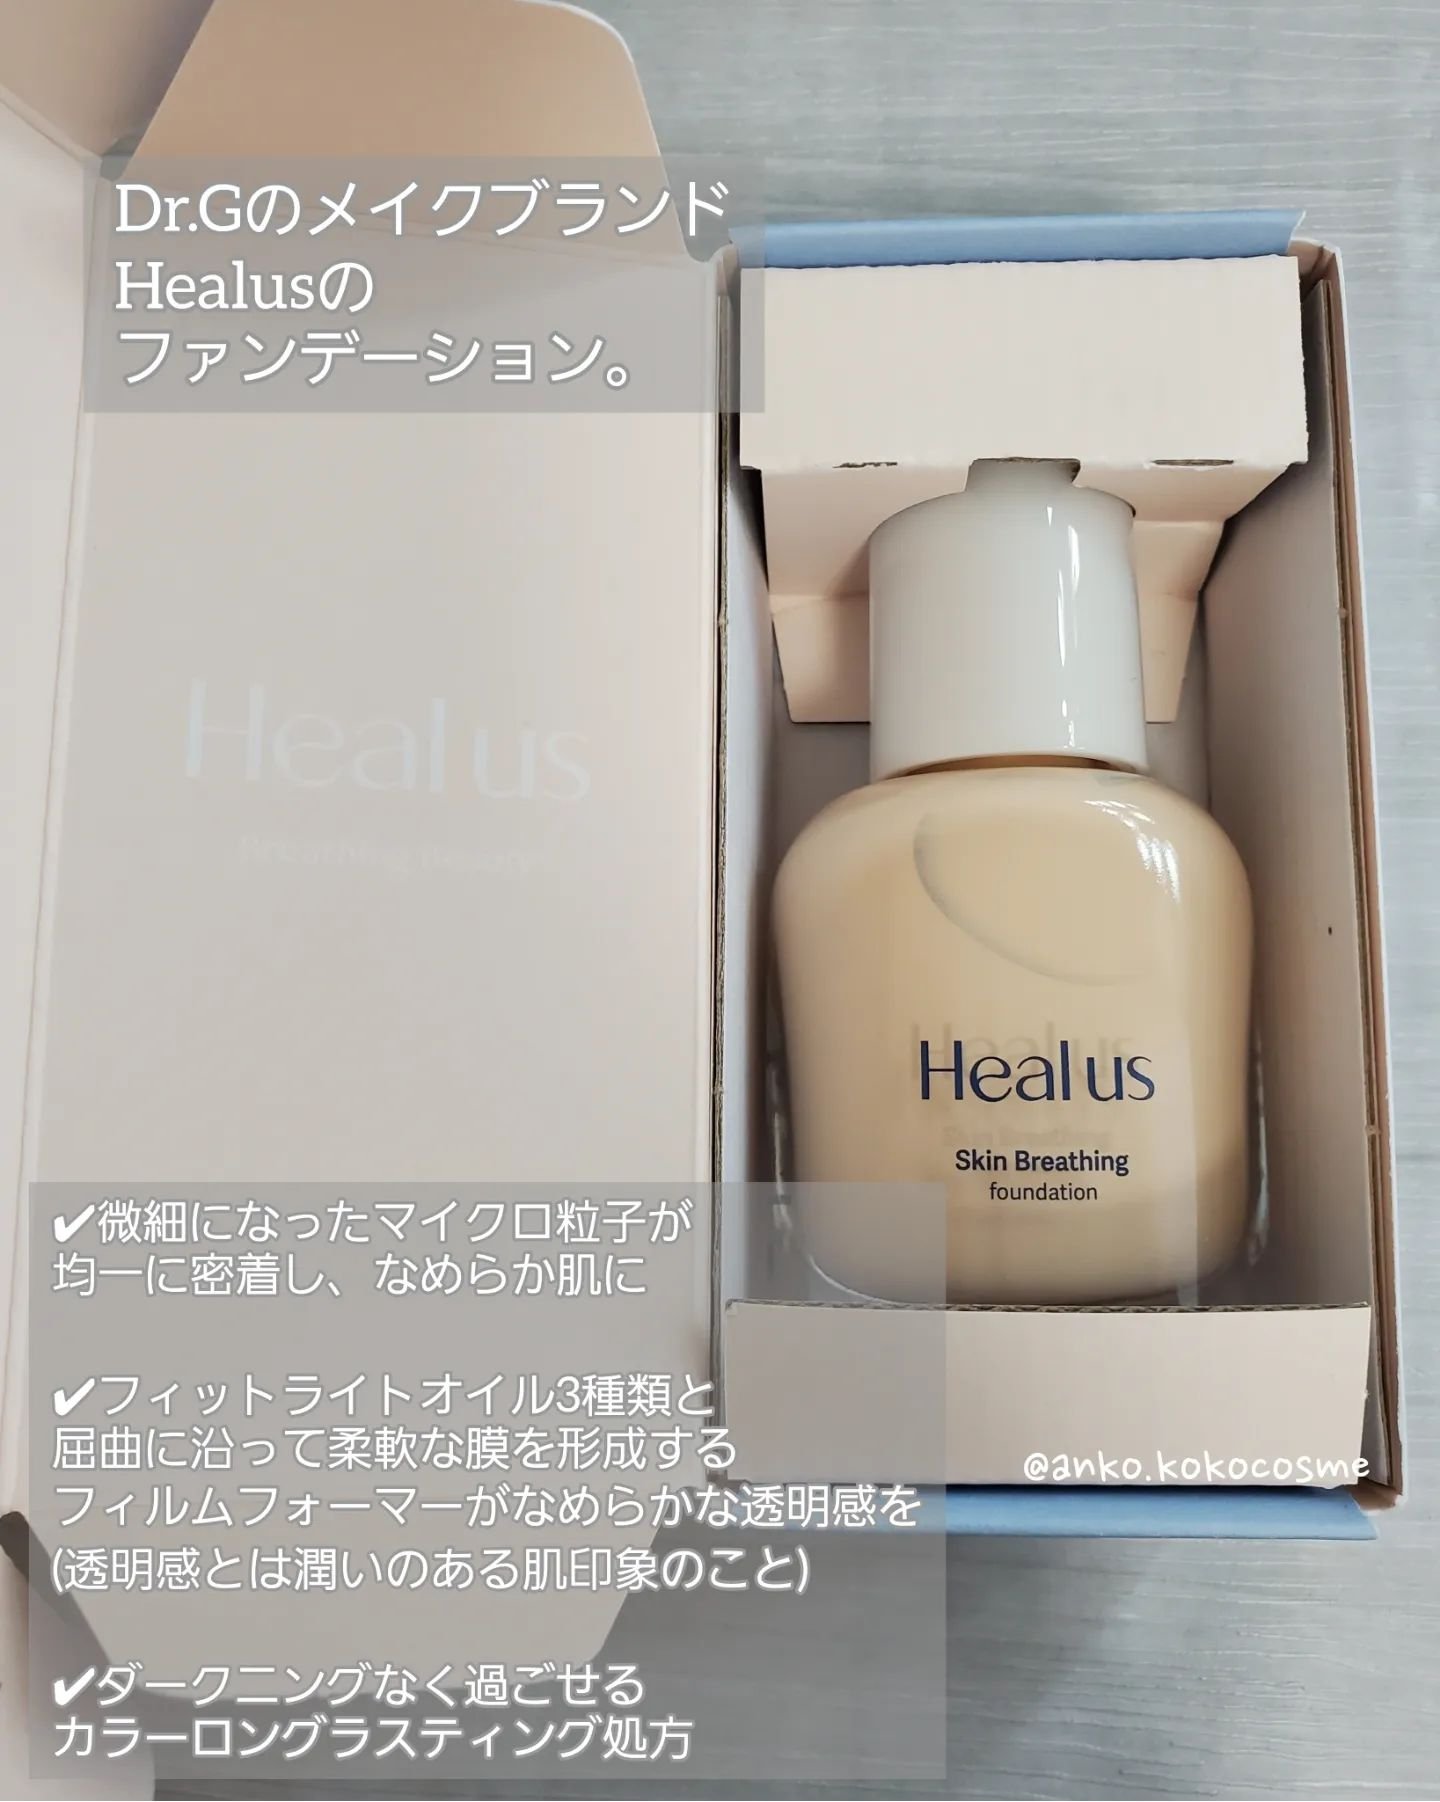 Dr.Gのメイクブランド
Healusの
ファンデーション。
Healus
Breathing Beauty
Healus
Skin Breathing
foundation
✔微細になったマイクロ粒子が
均一に密着し、なめらか肌に
✔フィットライトオイル3種類と
屈曲に沿って柔軟な膜を形成する
フィルムフォーマーがなめらかな透明感を
(透明感とは潤いのある肌印象のこと)
✔ダークニングなく過ごせる
カラーロングラスティング処方
@anko.kokocosme